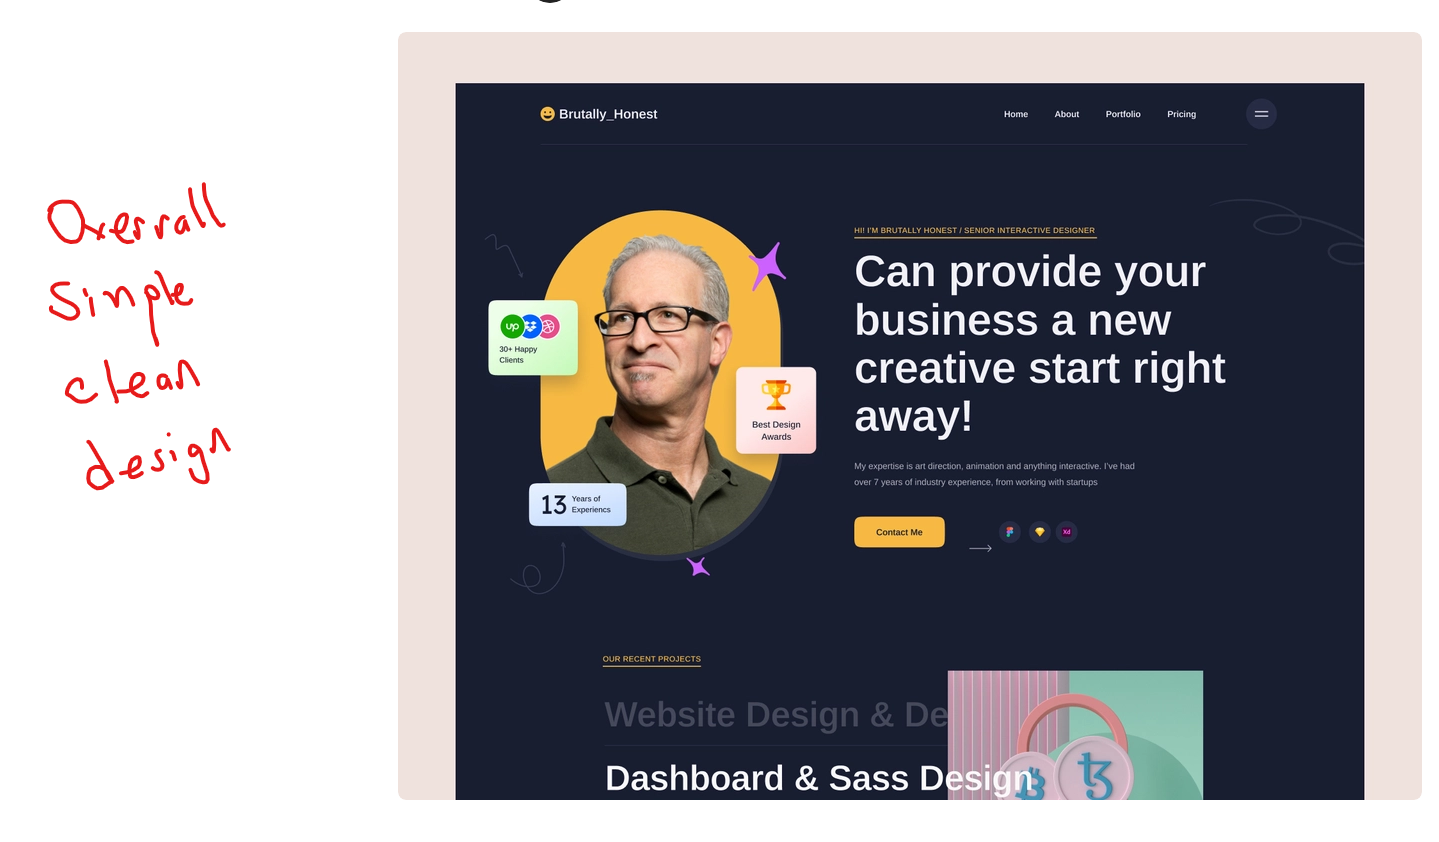 Overrall
Simple
clean
design
Brutally_Honest
Home About Portfolio Pricing
HI! I'M BRUTALLY HONEST / SENIOR INTERACTIVE DESIGNER
Can provide your
business a new
creative start right
away!
My expertise is art direction, animation and anything interactive. I've had
over 7 years of industry experience, from working with startups
Contact Me
Xd
up
30+ Happy
Clients
Best Design
Awards
13 Years of
Experiencs
OUR RECENT PROJECTS
Website Design & De
Dashboard & Sass Design